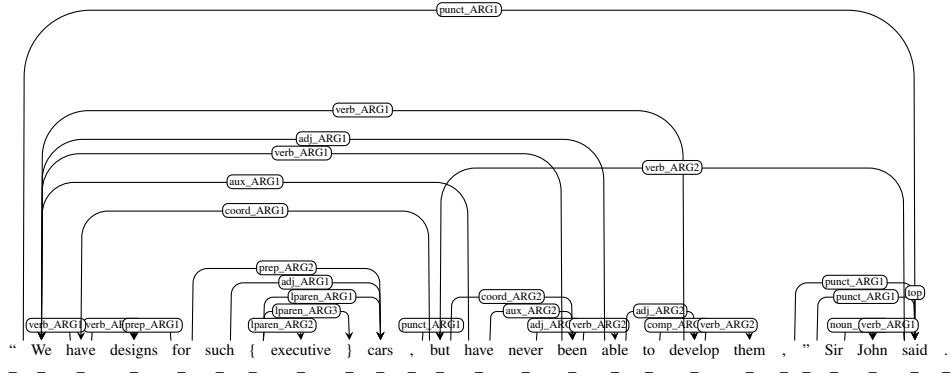 punct_ARG1
verb_ARG1
adj_ARG1
verb_ARG1
verb_ARG2
aux_ARG1
coord_ARG1
prep_ARG2
adj_ARG1 punct_ARG1
lparen_ARG1 coord_ARG2 punct_ARG1 top
lparen_ARG3 aux_ARG2 adj_ARG2
verb_ARG1 prep_ARG1 lparen_ARG2 punct_ARG1 verb_ARG2 verb_ARG2 verb_ARG1
“ We have designs for such { executive } cars , but have never been able to develop them , ” Sir John said .
_ _ _ _ _ _ _ _ _ _ _ _ _ _ _ _ _ _ _ _ _ _ _ _ _